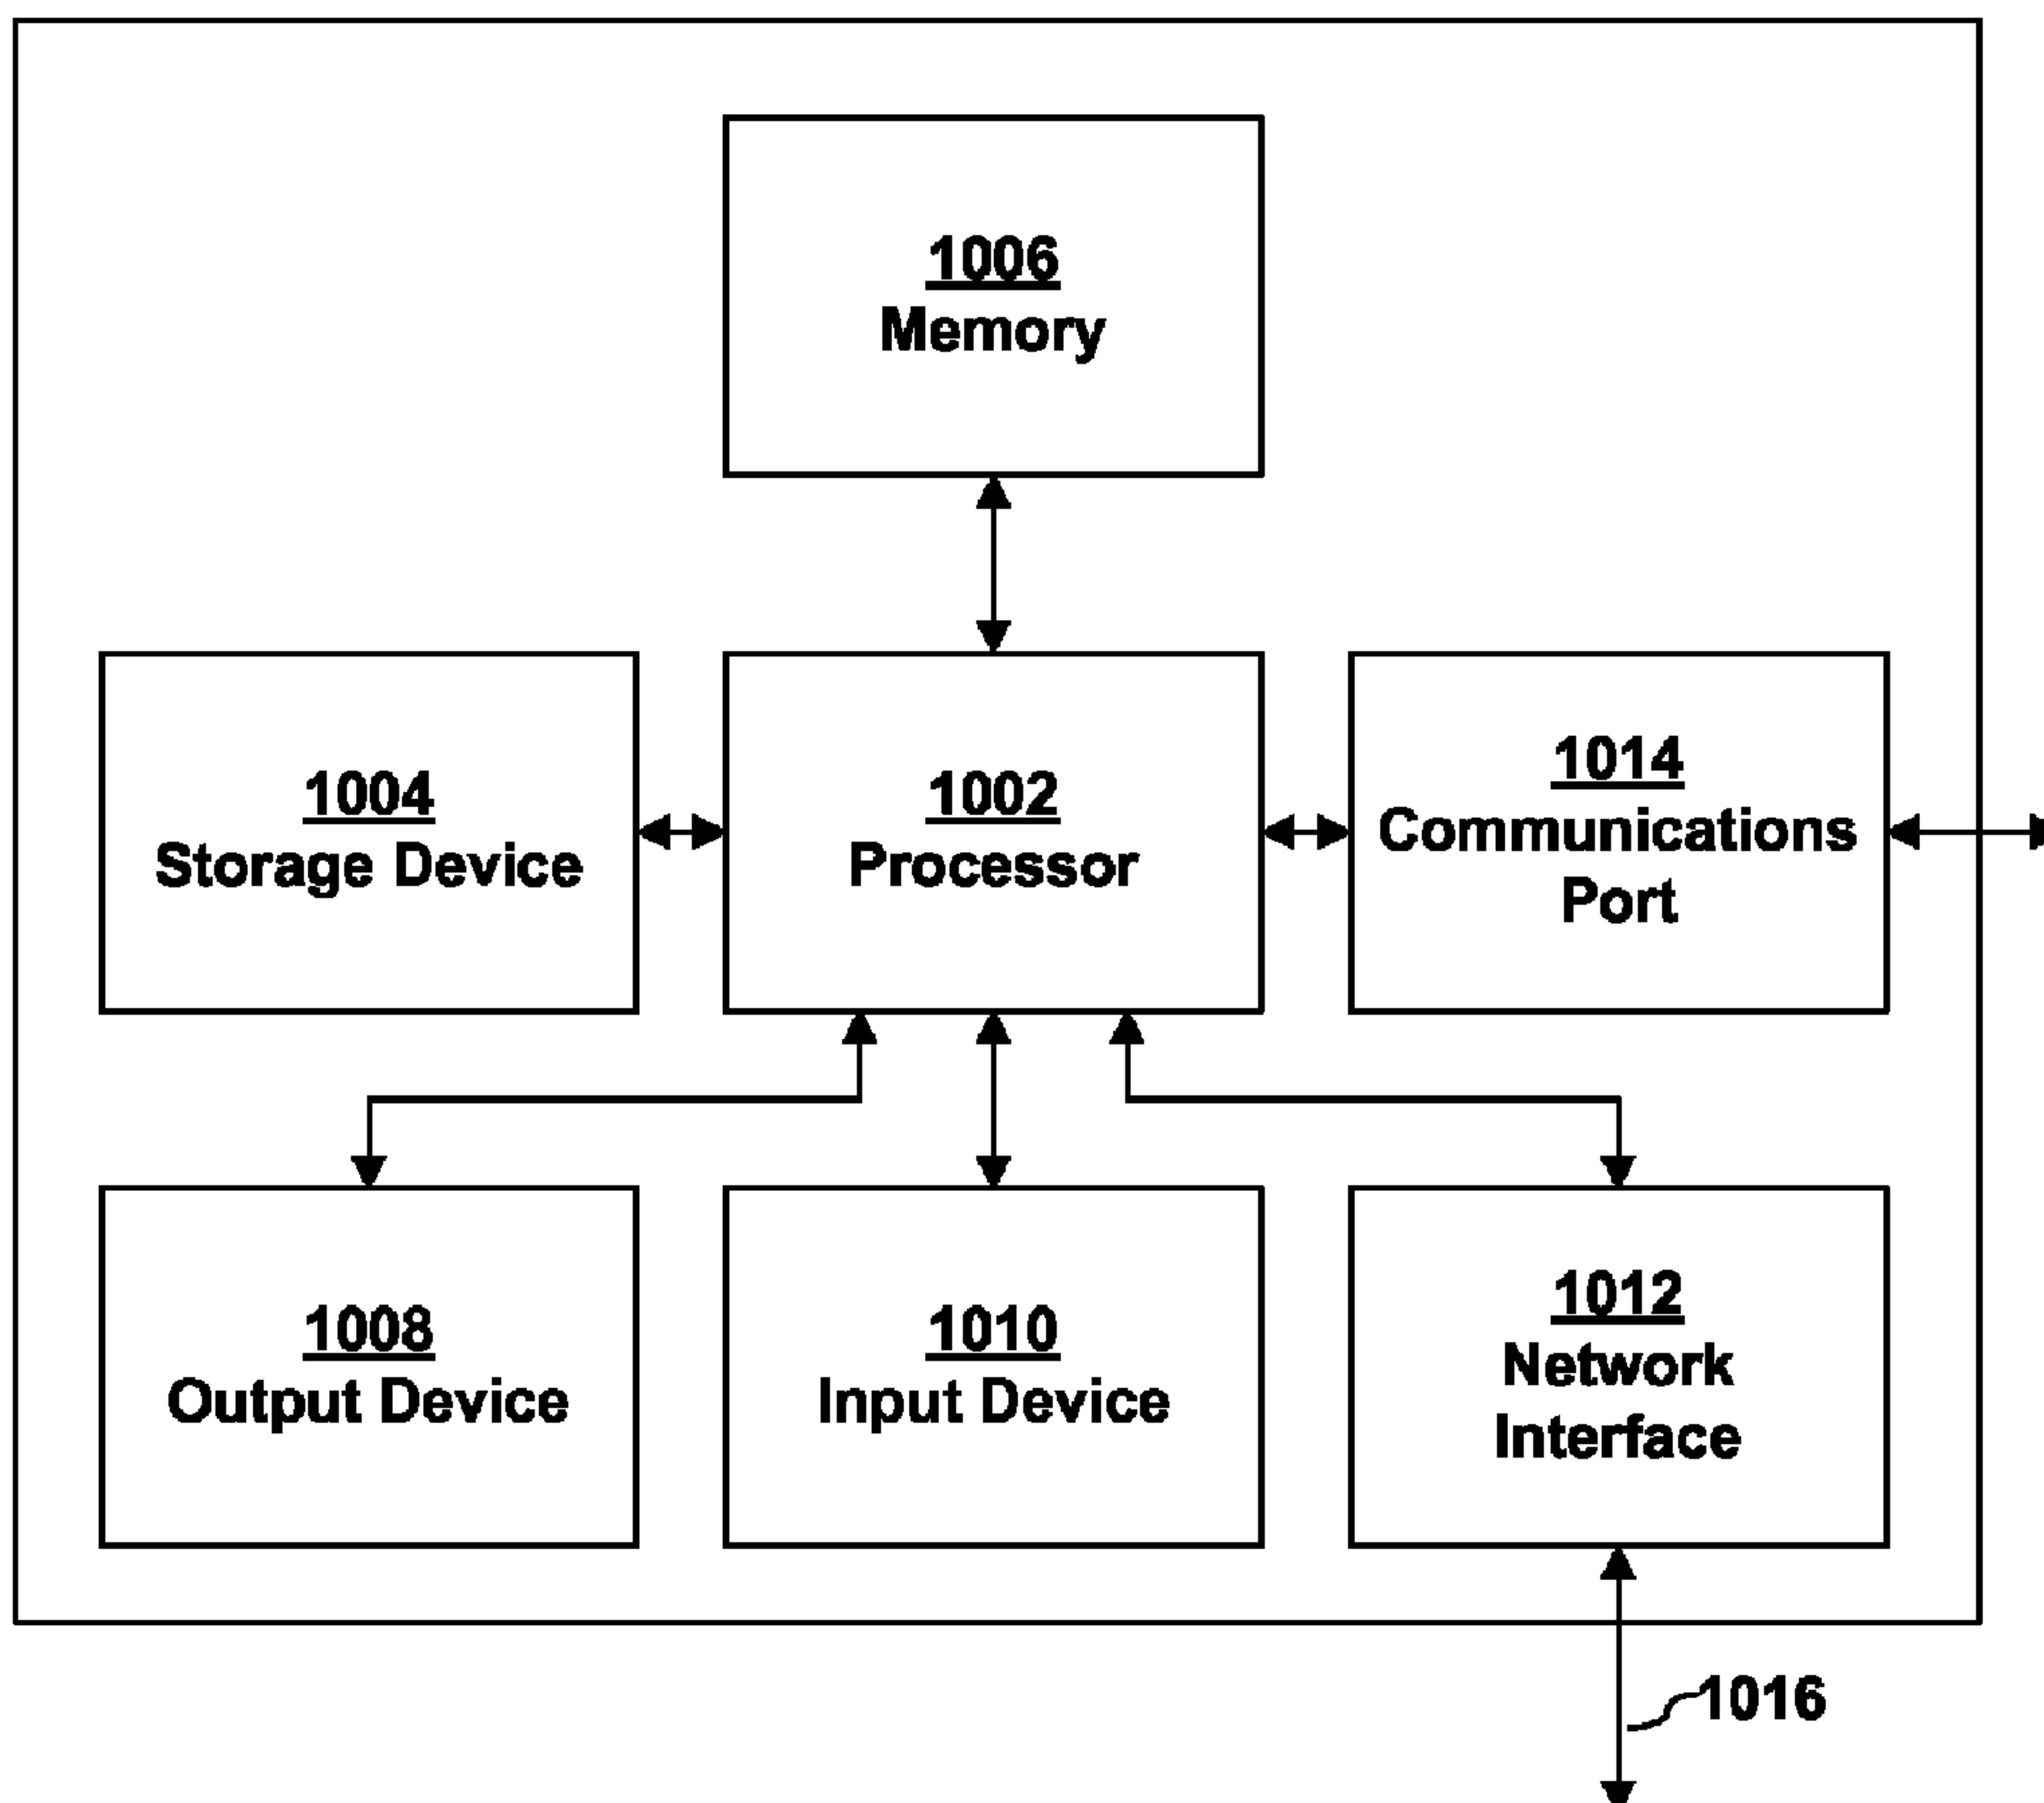 1006
Memory
1004
Storage Device
1002
Processor
1014
Communications
Port
1008
Output Device
1010
Input Device
1012
Network
Interface
1016